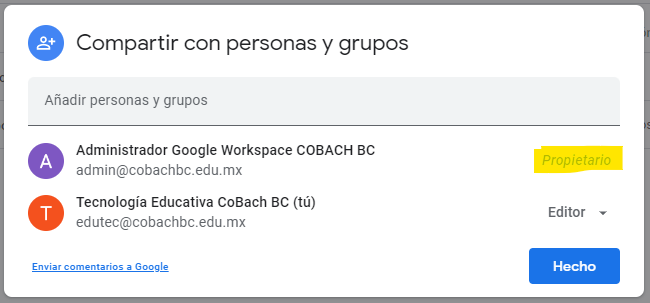 Compartir con personas y grupos
Añadir personas y grupos
A
Administrador Google Workspace COBACH BC
admin@cobachbc.edu.mx
Propietario
T
Tecnología Educativa CoBach BC (tú)
edutec@cobachbc.edu.mx
Editor
Enviar comentarios a Google
Hecho